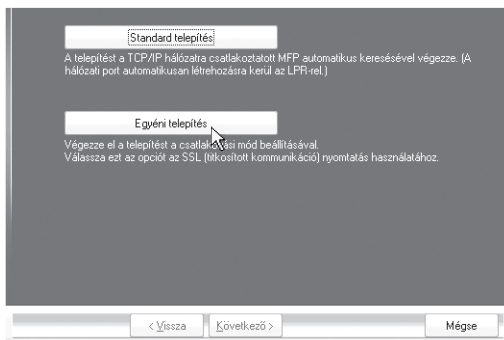 Standard telepítés
A telepítést a TCP/IP hálózatra csatlakoztatott MFP automatikus keresésével végezze. (A
hálózati port automatikusan létrehozásra kerül az LPR-rel.)
Egyéni telepítés
Végezze el a telepítést a csatlakozási mód beállításával.
Válassza ezt az opciót az SSL (titkosított kommunikáció) nyomtatás használatához.
< Vissza Következő > Mégse